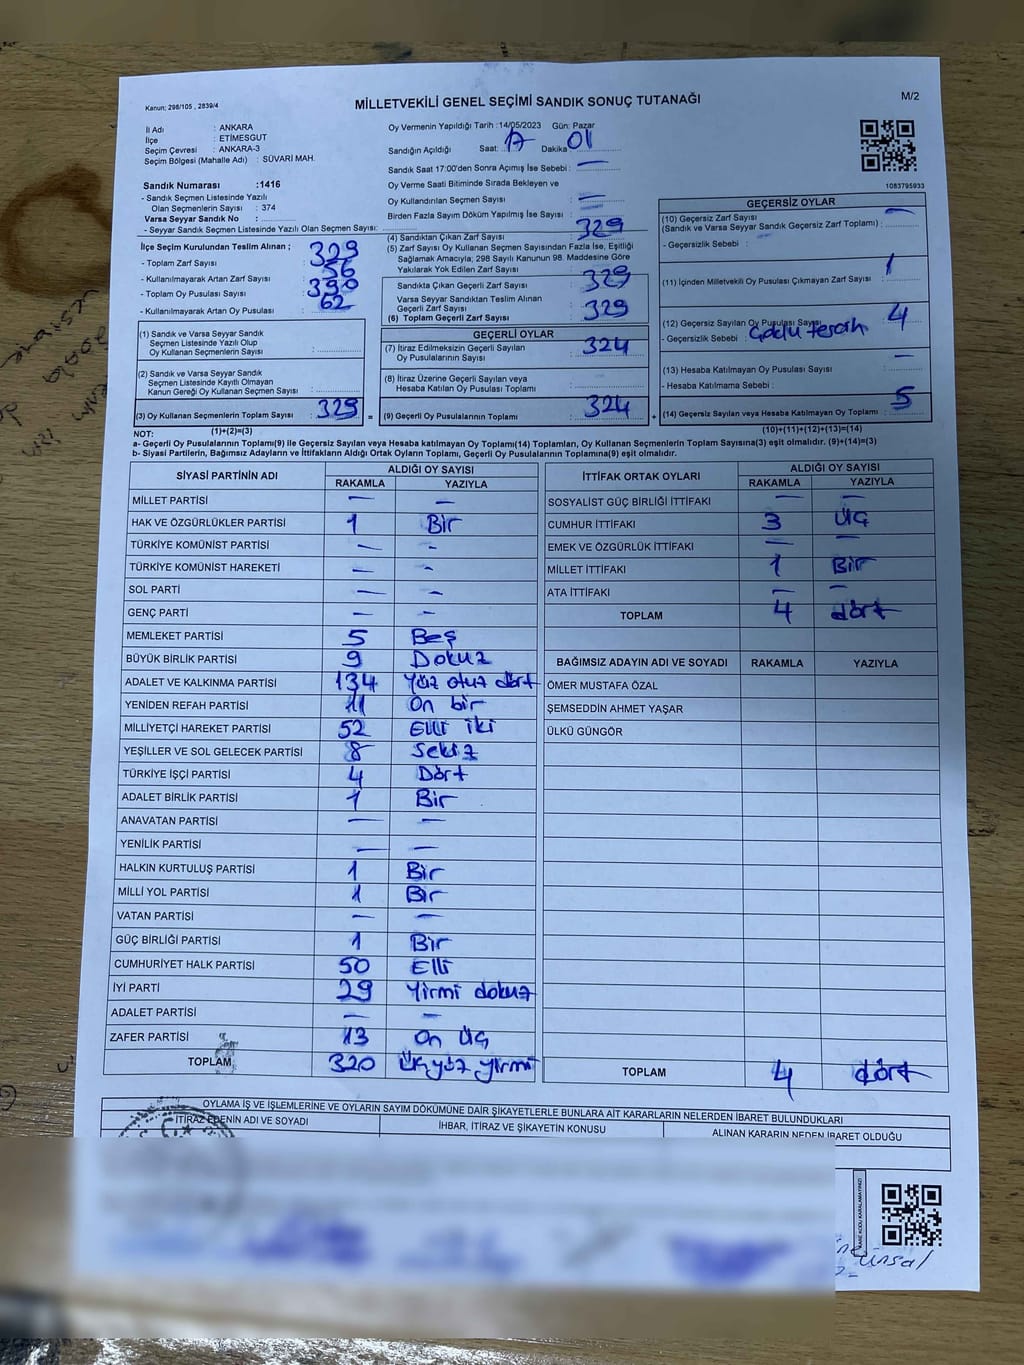 Kanun; 298/105 , 2839/4
MİLLETVEKİLİ GENEL SEÇİMİ SANDIK SONUÇ TUTANAĞI
M/2
İl Adı : ANKARA
İlçe : ETİMESGUT
Seçim Çevresi : ANKARA-3
Seçim Bölgesi (Mahalle Adı) : SÜVARİ MAH.
Sandık Numarası :1416
- Sandık Seçmen Listesinde Yazılı
Olan Seçmenlerin Sayısı : 374
Varsa Seyyar Sandık No :
- Seyyar Sandık Seçmen Listesinde Yazılı Olan Seçmen Sayısı:
Oy Vermenin Yapıldığı Tarih :14/05/2023 Gün: Pazar
Sandığın Açıldığı Saat: 17 Dakika 01
Sandık Saat 17:00'den Sonra Açımış İse Sebebi : —
Oy Verme Saati Bitiminde Sırada Bekleyen ve
Oy Kullandırılan Seçmen Sayısı —
Birden Fazla Sayım Döküm Yapılmış İse Sayısı : —
1083795933
İlçe Seçim Kurulundan Teslim Alınan ;
- Toplam Zarf Sayısı : 329
- Kullanılmayarak Artan Zarf Sayısı : 56
- Toplam Oy Pusulası Sayısı : 390
- Kullanılmayarak Artan Oy Pusulası : 62
(1) Sandık ve Varsa Seyyar Sandık
Seçmen Listesinde Yazılı Olup
Oy Kullanan Seçmenlerin Sayısı :
(2) Sandık ve Varsa Seyyar Sandık
Seçmen Listesinde Kayıtlı Olmayan
Kanun Gereği Oy Kullanan Seçmen Sayısı :
(3) Oy Kullanan Seçmenlerin Toplam Sayısı : 329 =
(1)+(2)=(3)
(4) Sandıktan Çıkan Zarf Sayısı : 329
(5) Zarf Sayısı Oy Kullanan Seçmen Sayısından Fazla İse, Eşitliği
Sağlamak Amacıyla; 298 Sayılı Kanunun 98. Maddesine Göre
Yakılarak Yok Edilen Zarf Sayısı : —
Sandıkta Çıkan Geçerli Zarf Sayısı : 329
Varsa Seyyar Sandıktan Teslim Alınan
Geçerli Zarf Sayısı
(6) Toplam Geçerli Zarf Sayısı : 329
GEÇERLİ OYLAR
(7) İtiraz Edilmeksizin Geçerli Sayılan
Oy Pusulalarının Sayısı : 324
(8) İtiraz Üzerine Geçerli Sayılan veya
Hesaba Katılan Oy Pusulası Toplamı :
(9) Geçerli Oy Pusulalarının Toplamı : 324 +
GEÇERSİZ OYLAR
(10) Geçersiz Zarf Sayısı : —
(Sandık ve Varsa Seyyar Sandık Geçersiz Zarf Toplamı) :
- Geçersizlik Sebebi :
(11) İçinden Milletvekili Oy Pusulası Çıkmayan Zarf Sayısı : 1
(12) Geçersiz Sayılan Oy Pusulası Sayısı : 4
- Geçersizlik Sebebi : Çoklu tercih
(13) Hesaba Katılmayan Oy Pusulası Sayısı : —
- Hesaba Katılmama Sebebi :
(14) Geçersiz Sayılan veya Hesaba Katılmayan Oy Toplamı : 5
(10)+(11)+(12)+(13)=(14)
NOT:
a- Geçerli Oy Pusulalarının Toplamı(9) ile Geçersiz Sayılan veya Hesaba katılmayan Oy Toplamı(14) Toplamları, Oy Kullanan Seçmenlerin Toplam Sayısına(3) eşit olmalıdır. (9)+(14)=(3)
b- Siyasi Partilerin, Bağımsız Adayların ve İttifakların Aldığı Ortak Oyların Toplamı, Geçerli Oy Pusulalarının Toplamına(9) eşit olmalıdır.
SİYASİ PARTİNİN ADI ALDIĞI OY SAYISI
RAKAMLA YAZIYLA
MİLLET PARTİSİ — —
HAK VE ÖZGÜRLÜKLER PARTİSİ 1 Bir
TÜRKİYE KOMÜNİST PARTİSİ — —
TÜRKİYE KOMÜNİST HAREKETİ — —
SOL PARTİ — —
GENÇ PARTİ — —
MEMLEKET PARTİSİ 5 Beş
BÜYÜK BİRLİK PARTİSİ 9 Dokuz
ADALET VE KALKINMA PARTİSİ 134 Yüz otuz dört
YENİDEN REFAH PARTİSİ 11 On bir
MİLLİYETÇİ HAREKET PARTİSİ 52 Elli iki
YEŞİLLER VE SOL GELECEK PARTİSİ 8 Sekiz
TÜRKİYE İŞÇİ PARTİSİ 4 Dört
ADALET BİRLİK PARTİSİ 1 Bir
ANAVATAN PARTİSİ — —
YENİLİK PARTİSİ — —
HALKIN KURTULUŞ PARTİSİ 1 Bir
MİLLİ YOL PARTİSİ 1 Bir
VATAN PARTİSİ — —
GÜÇ BİRLİĞİ PARTİSİ 1 Bir
CUMHURİYET HALK PARTİSİ 50 Elli
İYİ PARTİ 29 Yirmi dokuz
ADALET PARTİSİ — —
ZAFER PARTİSİ 13 On Üç
TOPLAM 320 Üçyüz yirmi
İTTİFAK ORTAK OYLARI ALDIĞI OY SAYISI
RAKAMLA YAZIYLA
SOSYALİST GÜÇ BİRLİĞİ İTTİFAKI — —
CUMHUR İTTİFAKI 3 Üç
EMEK VE ÖZGÜRLÜK İTTİFAKI — —
MİLLET İTTİFAKI 1 Bir
ATA İTTİFAKI — —
TOPLAM 4 dört
BAĞIMSIZ ADAYIN ADI VE SOYADI RAKAMLA YAZIYLA
ÖMER MUSTAFA ÖZAL
ŞEMSEDDİN AHMET YAŞAR
ÜLKÜ GÜNGÖR
TOPLAM 4 dört
OYLAMA İŞ VE İŞLEMLERİNE VE OYLARIN SAYIM DÖKÜMÜNE DAİR ŞİKAYETLERLE BUNLARA AİT KARARLARIN NELERDEN İBARET BULUNDUKLARI
İTİRAZ EDENİN ADI VE SOYADI İHBAR, İTİRAZ VE ŞİKAYETİN KONUSU ALINAN KARARIN NEDEN İBARET OLDUĞU
ünsal